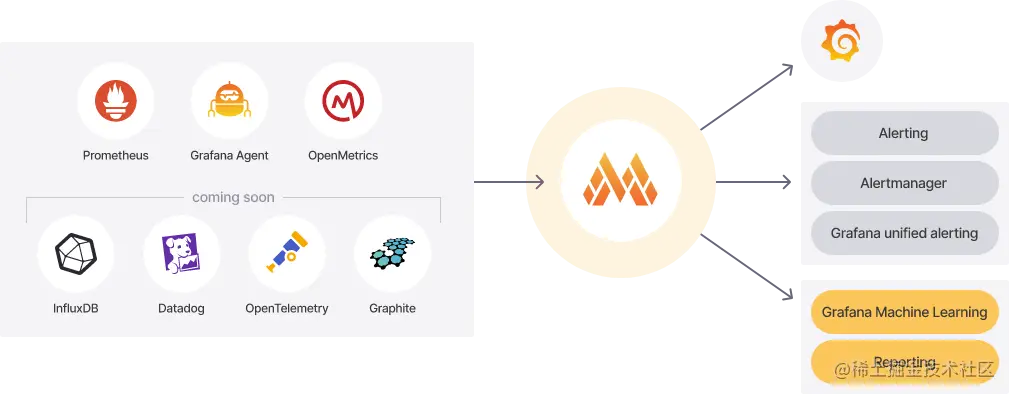 Prometheus
Grafana Agent
OpenMetrics
coming soon
InfluxDB
Datadog
OpenTelemetry
Graphite
Alerting
Alertmanager
Grafana unified alerting
Grafana Machine Learning
Reporting
@稀土掘金技术社区